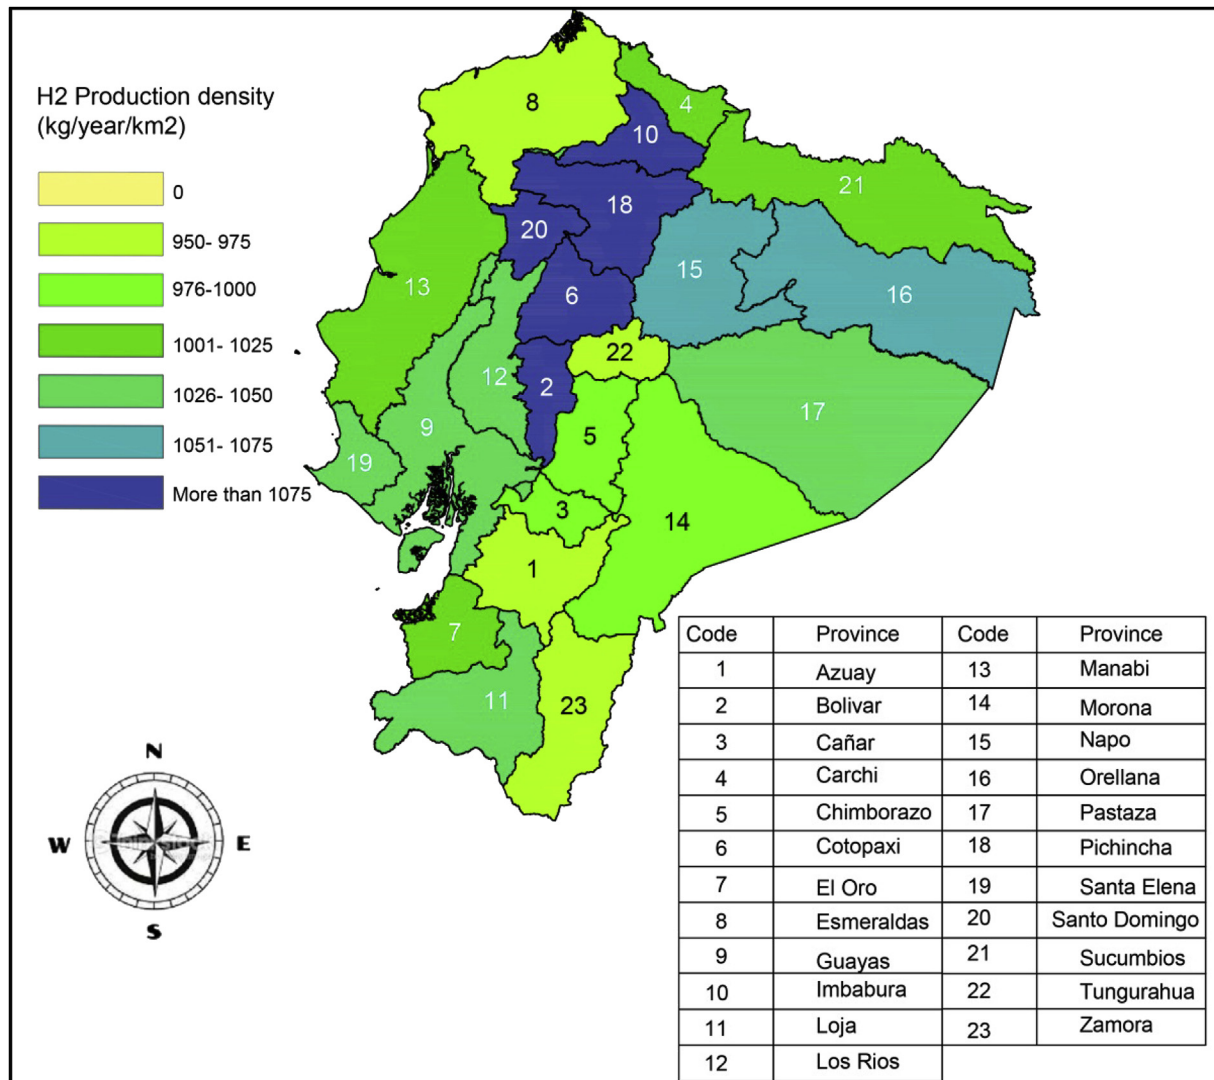 H2 Production density
(kg/year/km2)
0
950- 975
976-1000
1001- 1025
1026- 1050
1051- 1075
More than 1075
8
4
10
21
18
20
13
15
16
6
22
12
2
17
9
5
19
3
14
1
7
11
23
N
W
E
S
Code Province Code Province
1 Azuay 13 Manabi
2 Bolivar 14 Morona
3 Cañar 15 Napo
4 Carchi 16 Orellana
5 Chimborazo 17 Pastaza
6 Cotopaxi 18 Pichincha
7 El Oro 19 Santa Elena
8 Esmeraldas 20 Santo Domingo
9 Guayas 21 Sucumbios
10 Imbabura 22 Tungurahua
11 Loja 23 Zamora
12 Los Rios